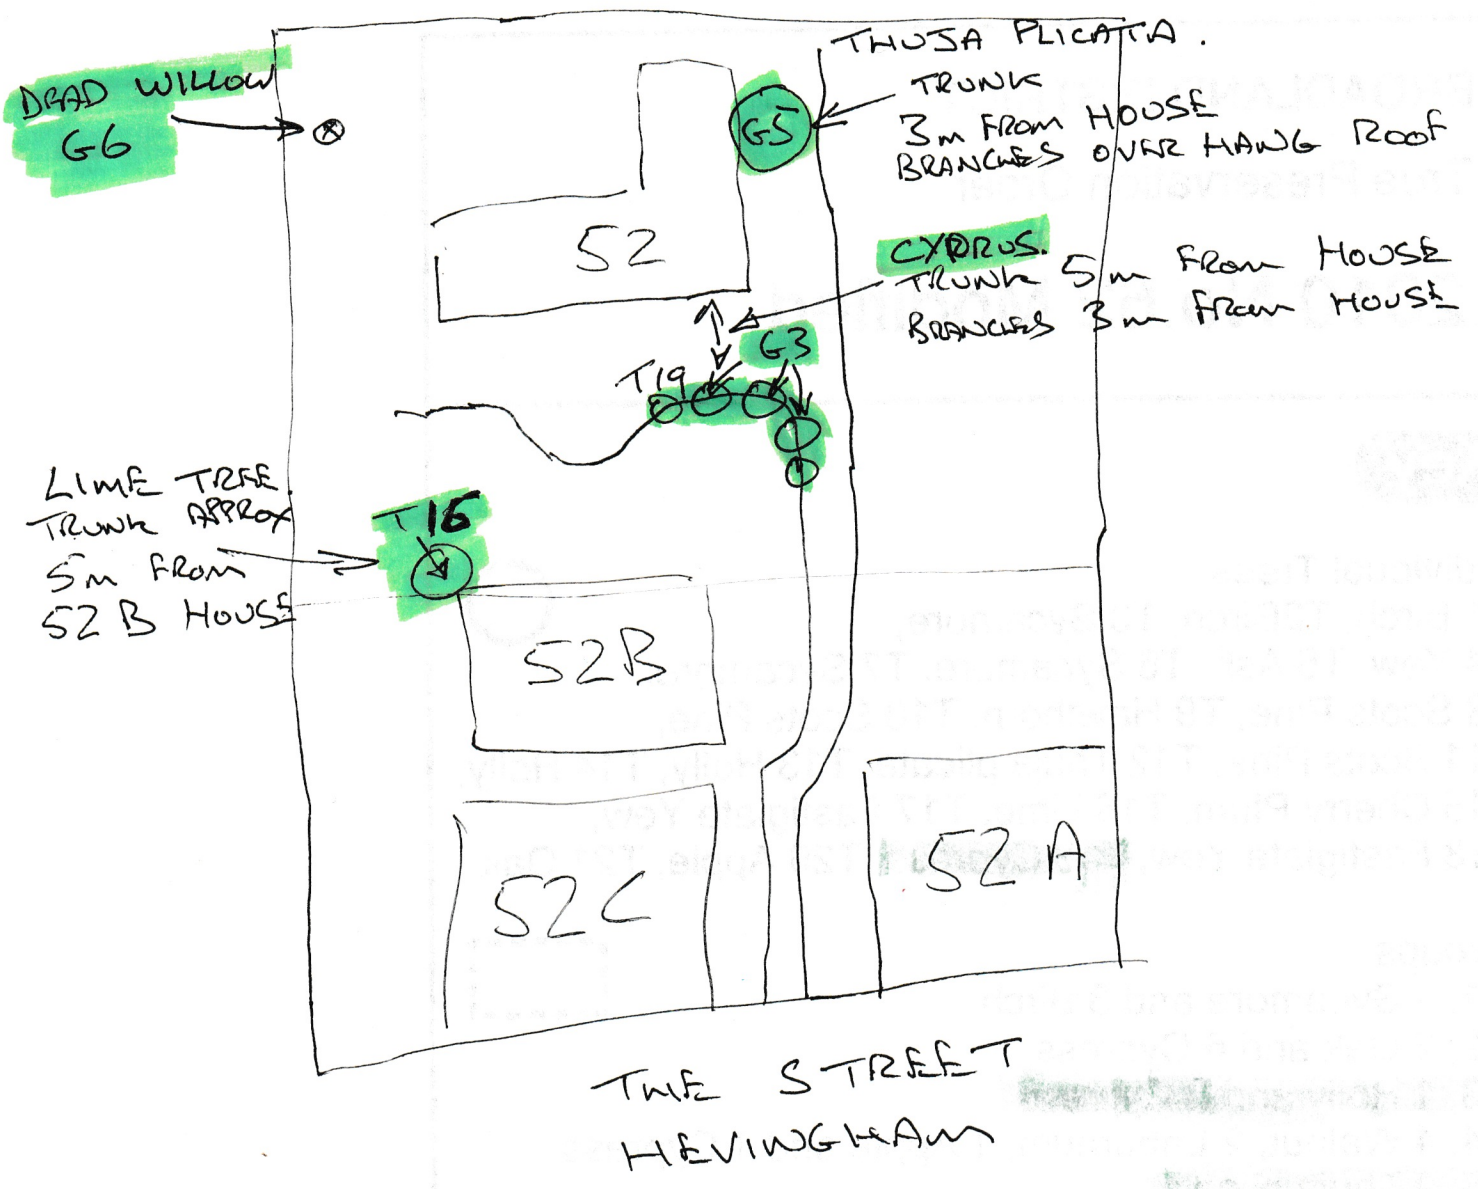 THUJA PLICATA.
TRUNK
3m FROM HOUSE
BRANCHES OVER HANG ROOF
DEAD WILLOW
G6
G5
52
CYPRUS.
TRUNK 5m FROM HOUSE
BRANCHES 3m FROM HOUSE
G3
T19
LIME TREE.
TRUNK APPROX
5m FROM
52 B HOUSE
T16
52B
52C
52A
THE STREET
HEVINGHAM